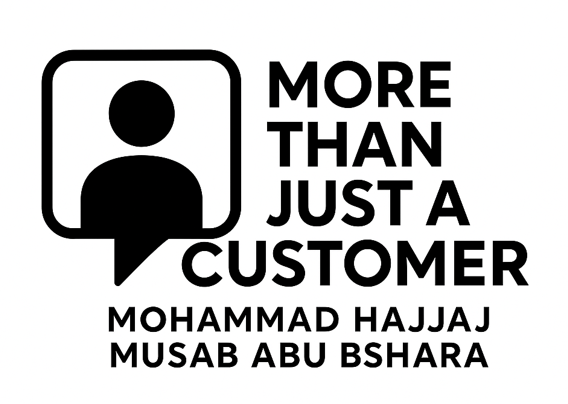 MORE
THAN
JUST A
CUSTOMER
MOHAMMAD HAJJAJ
MUSAB ABU BSHARA